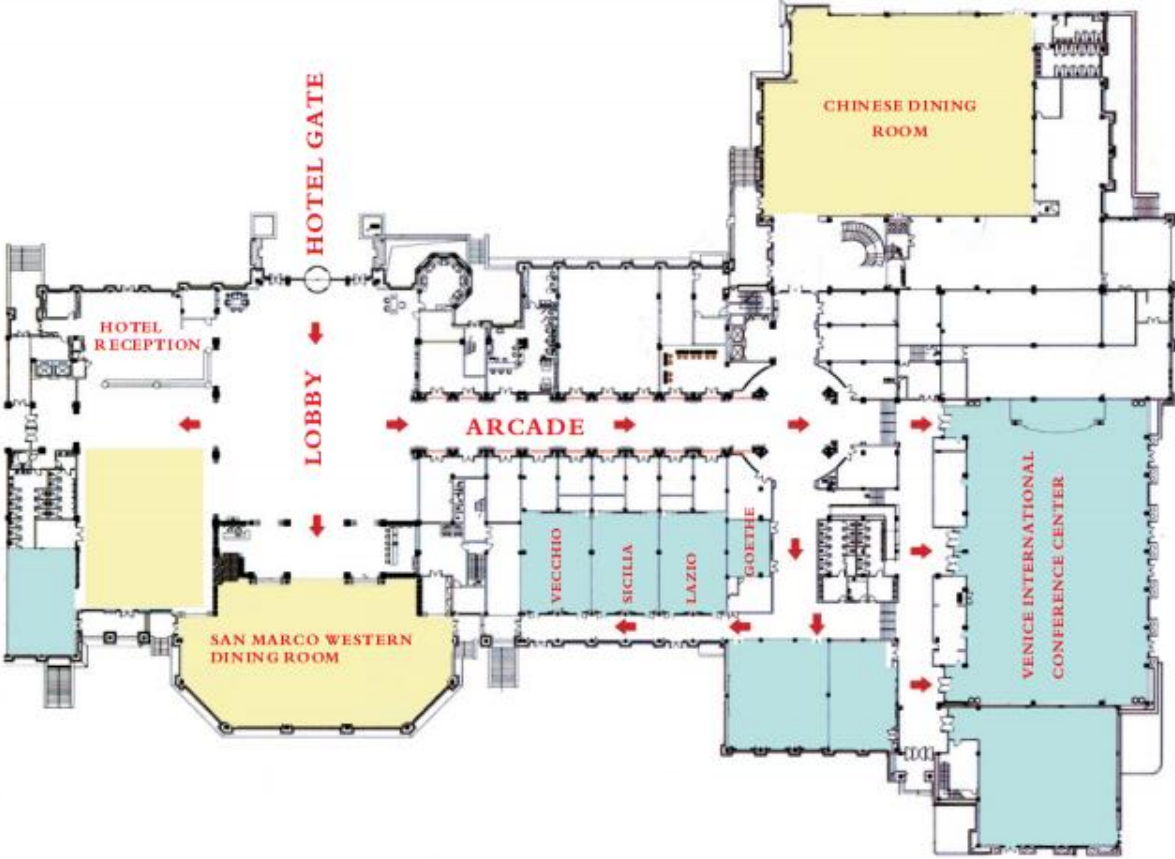 CHINESE DINING
ROOM
HOTEL GATE
HOTEL
RECEPTION
LOBBY
ARCADE
VECCHIO
SICILIA
LAZIO
GOETHE
VENICE INTERNATIONAL
CONFERENCE CENTER
SAN MARCO WESTERN
DINING ROOM